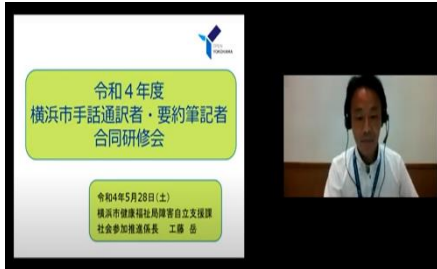 OPEN
YOKOHAMA
令和４年度
横浜市手話通訳者・要約筆記者
合同研修会
令和4年5月28日（土）
横浜市健康福祉局障害自立支援課
社会参加推進係長　工藤　岳